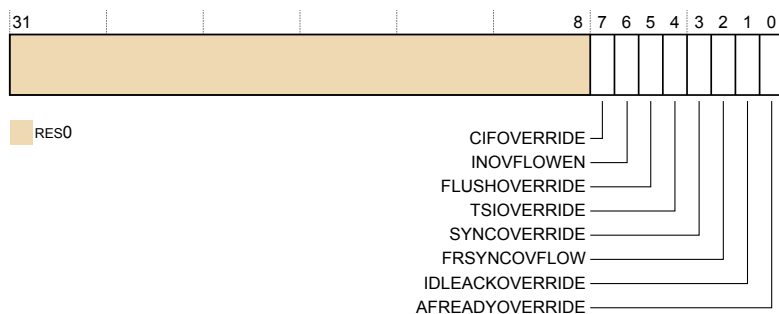 31 8 7 6 5 4 3 2 1 0
RES0
CIFOVERRIDE
INOVFLOWEN
FLUSHOVERRIDE
TSIOVERRIDE
SYNCOVERRIDE
FRSYNCOVFLOW
IDLEACKOVERRIDE
AFREADYOVERRIDE